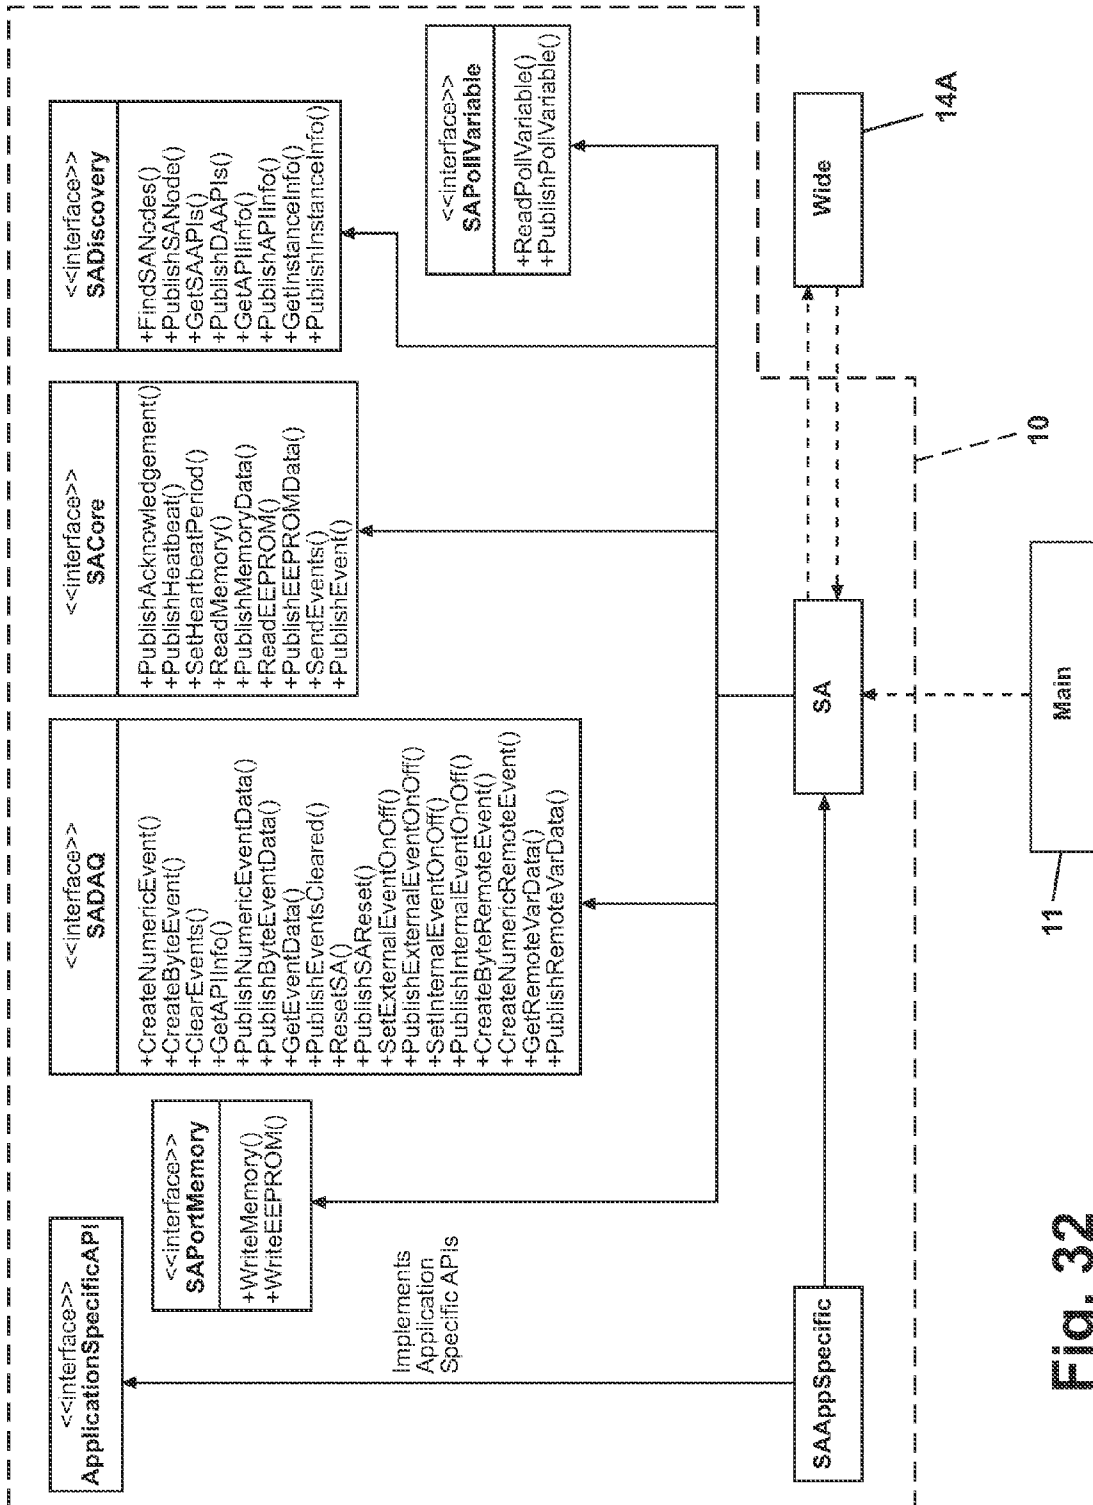 <<interface>>
ApplicationSpecificAPI
<<interface>>
SAPortMemory
+WriteMemory()
+WriteEEPROM()
<<interface>>
SADAQ
+CreateNumericEvent()
+CreateByteEvent()
+ClearEvents()
+GetAPIInfo()
+PublishNumericEventData()
+PublishByteEventData()
+GetEventData()
+PublishEventsCleared()
+ResetSA()
+PublishSAReset()
+SetExternalEventOnOff()
+PublishExternalEventOnOff()
+SetInternalEventOnOff()
+PublishInternalEventOnOff()
+CreateByteRemoteEvent()
+CreateNumericRemoteEvent()
+GetRemoteVarData()
+PublishRemoteVarData()
<<interface>>
SACore
+PublishAcknowledgement()
+PublishHeatbeat()
+SetHeartbeatPeriod()
+ReadMemory()
+PublishMemoryData()
+ReadEEPROM()
+PublishEEPROMData()
+SendEvents()
+PublishEvent()
<<interface>>
SADiscovery
+FindSANodes()
+PublishSANode()
+GetSAAPIs()
+PublishDAAPIs()
+GetAPIInfo()
+PublishAPIInfo()
+GetInstanceInfo()
+PublishInstanceInfo()
<<interface>>
SAPollVariable
+ReadPollVariable()
+PublishPollVariable()
Implements
Application
Specific APIs
SAAppSpecific
SA
Wide
14A
10
Main
11
Fig. 32